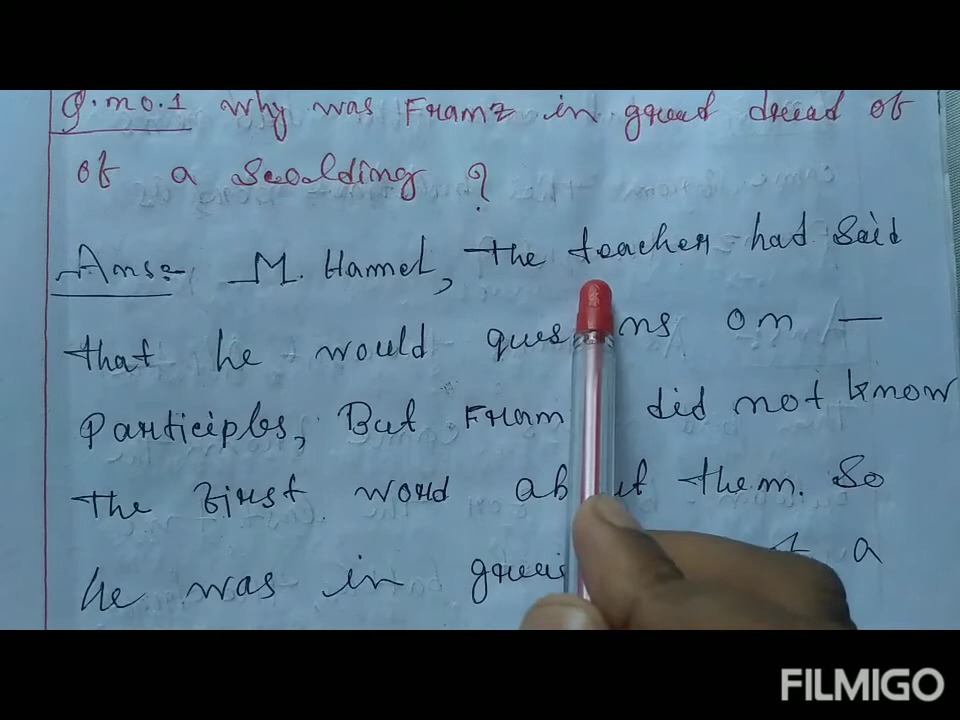 Q.no.1 Why was Franz in great dread of
of a Scolding ?
Ans:- M. Hamel, the teacher had Said
that he would ques ns on —
Participles, But Fran did not know
the first word ab ut them. So
he was in a
FILMIGO